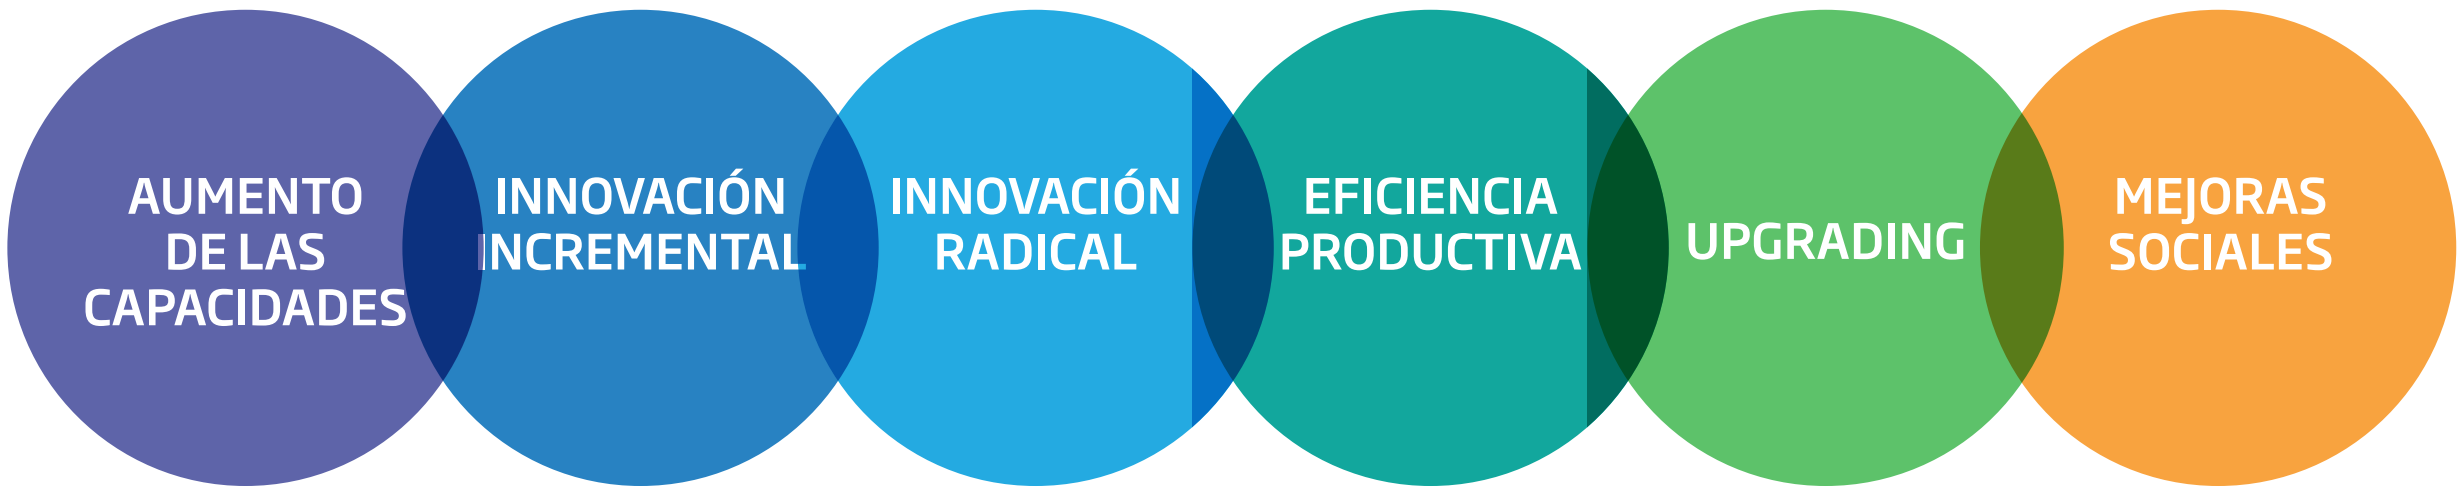 AUMENTO
DE LAS
CAPACIDADES
INNOVACIÓN
INCREMENTAL
INNOVACIÓN
RADICAL
EFICIENCIA
PRODUCTIVA
UPGRADING
MEJORAS
SOCIALES